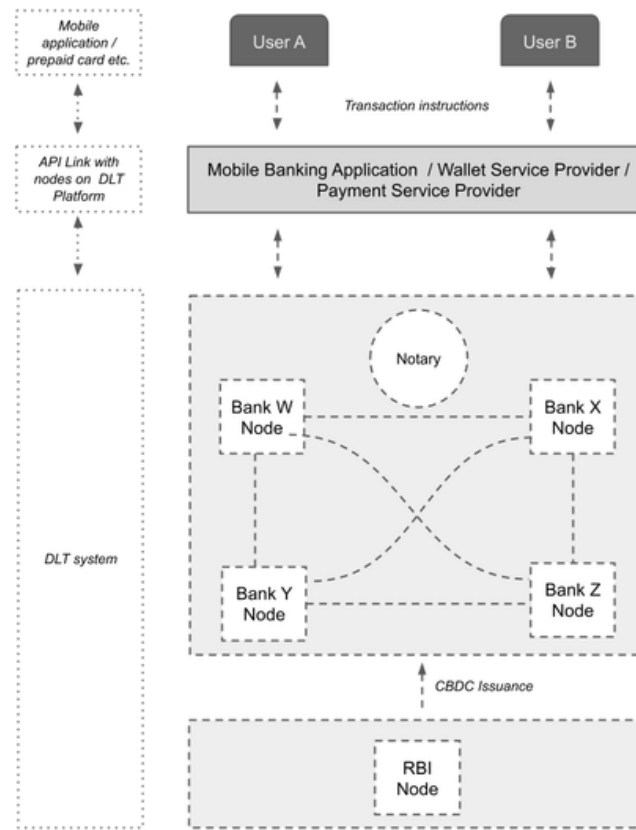 Mobile
application /
prepaid card etc.
User A
User B
Transaction instructions
API Link with
nodes on DLT
Platform
Mobile Banking Application / Wallet Service Provider /
Payment Service Provider
Notary
Bank W
Node
Bank X
Node
DLT system
Bank Y
Node
Bank Z
Node
CBDC Issuance
RBI
Node